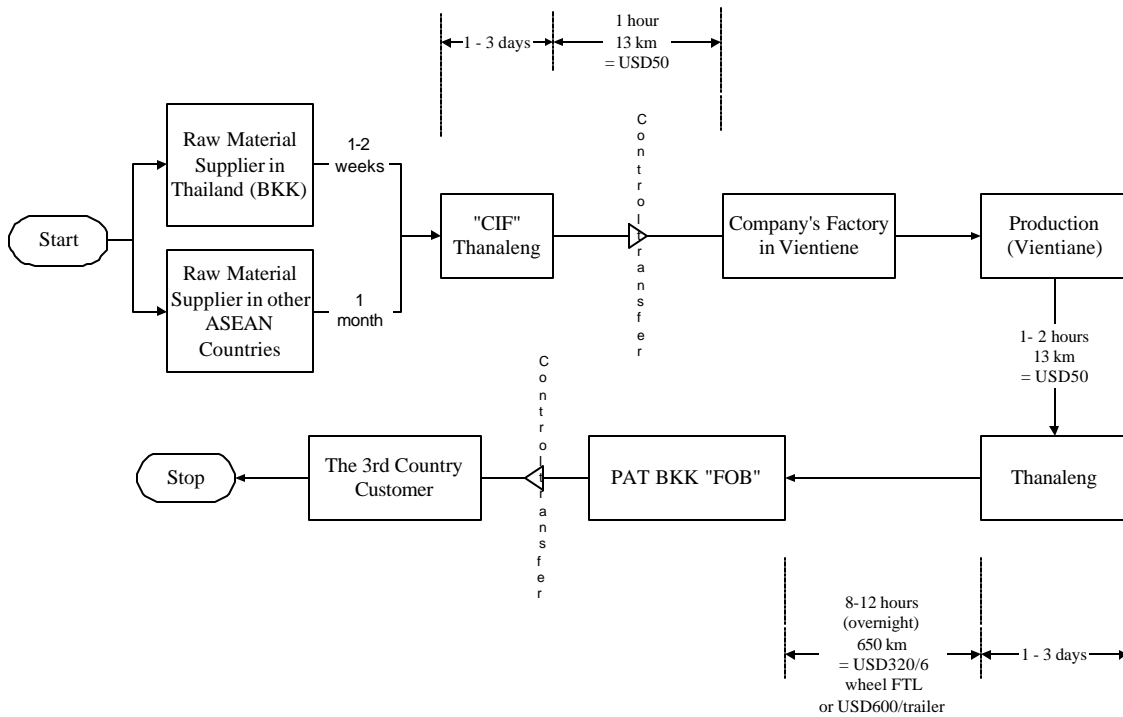 1 - 3 days
1 hour
13 km
= USD50
Start
Raw Material
Supplier in
Thailand (BKK)
1-2
weeks
Raw Material
Supplier in other
ASEAN
Countries
1
month
"CIF"
Thanaleng
Control transfer
Company's Factory
in Vientiene
Production
(Vientiane)
1- 2 hours
13 km
= USD50
Thanaleng
PAT BKK "FOB"
Control transfer
The 3rd Country
Customer
Stop
8-12 hours
(overnight)
650 km
= USD320/6
wheel FTL
or USD600/trailer
1 - 3 days